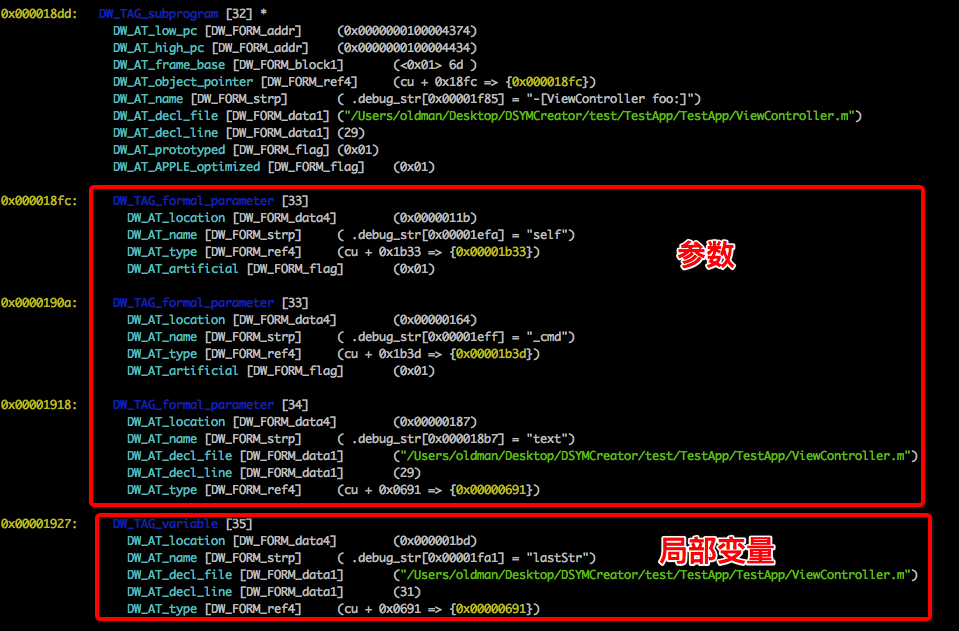 0x000018dd: DW_TAG_subprogram [32] *
DW_AT_low_pc [DW_FORM_addr] (0x0000000100004374)
DW_AT_high_pc [DW_FORM_addr] (0x0000000100004434)
DW_AT_frame_base [DW_FORM_block1] (<0x01> 6d )
DW_AT_object_pointer [DW_FORM_ref4] (cu + 0x18fc => {0x000018fc})
DW_AT_name [DW_FORM_strp] ( .debug_str[0x00001f85] = "-[ViewController foo:]")
DW_AT_decl_file [DW_FORM_data1] ("/Users/oldman/Desktop/DSYMCreator/test/TestApp/TestApp/ViewController.m")
DW_AT_decl_line [DW_FORM_data1] (29)
DW_AT_prototyped [DW_FORM_flag] (0x01)
DW_AT_APPLE_optimized [DW_FORM_flag] (0x01)
0x000018fc: DW_TAG_formal_parameter [33]
DW_AT_location [DW_FORM_data4] (0x0000011b)
DW_AT_name [DW_FORM_strp] ( .debug_str[0x00001efa] = "self")
DW_AT_type [DW_FORM_ref4] (cu + 0x1b33 => {0x00001b33})
DW_AT_artificial [DW_FORM_flag] (0x01)
参数
0x0000190a: DW_TAG_formal_parameter [33]
DW_AT_location [DW_FORM_data4] (0x00000164)
DW_AT_name [DW_FORM_strp] ( .debug_str[0x00001eff] = "_cmd")
DW_AT_type [DW_FORM_ref4] (cu + 0x1b3d => {0x00001b3d})
DW_AT_artificial [DW_FORM_flag] (0x01)
0x00001918: DW_TAG_formal_parameter [34]
DW_AT_location [DW_FORM_data4] (0x00000187)
DW_AT_name [DW_FORM_strp] ( .debug_str[0x000018b7] = "text")
DW_AT_decl_file [DW_FORM_data1] ("/Users/oldman/Desktop/DSYMCreator/test/TestApp/TestApp/ViewController.m")
DW_AT_decl_line [DW_FORM_data1] (29)
DW_AT_type [DW_FORM_ref4] (cu + 0x0691 => {0x00000691})
0x00001927: DW_TAG_variable [35]
DW_AT_location [DW_FORM_data4] (0x000001bd)
DW_AT_name [DW_FORM_strp] ( .debug_str[0x00001fa1] = "lastStr")
局部变量
DW_AT_decl_file [DW_FORM_data1] ("/Users/oldman/Desktop/DSYMCreator/test/TestApp/TestApp/ViewController.m")
DW_AT_decl_line [DW_FORM_data1] (31)
DW_AT_type [DW_FORM_ref4] (cu + 0x0691 => {0x00000691})